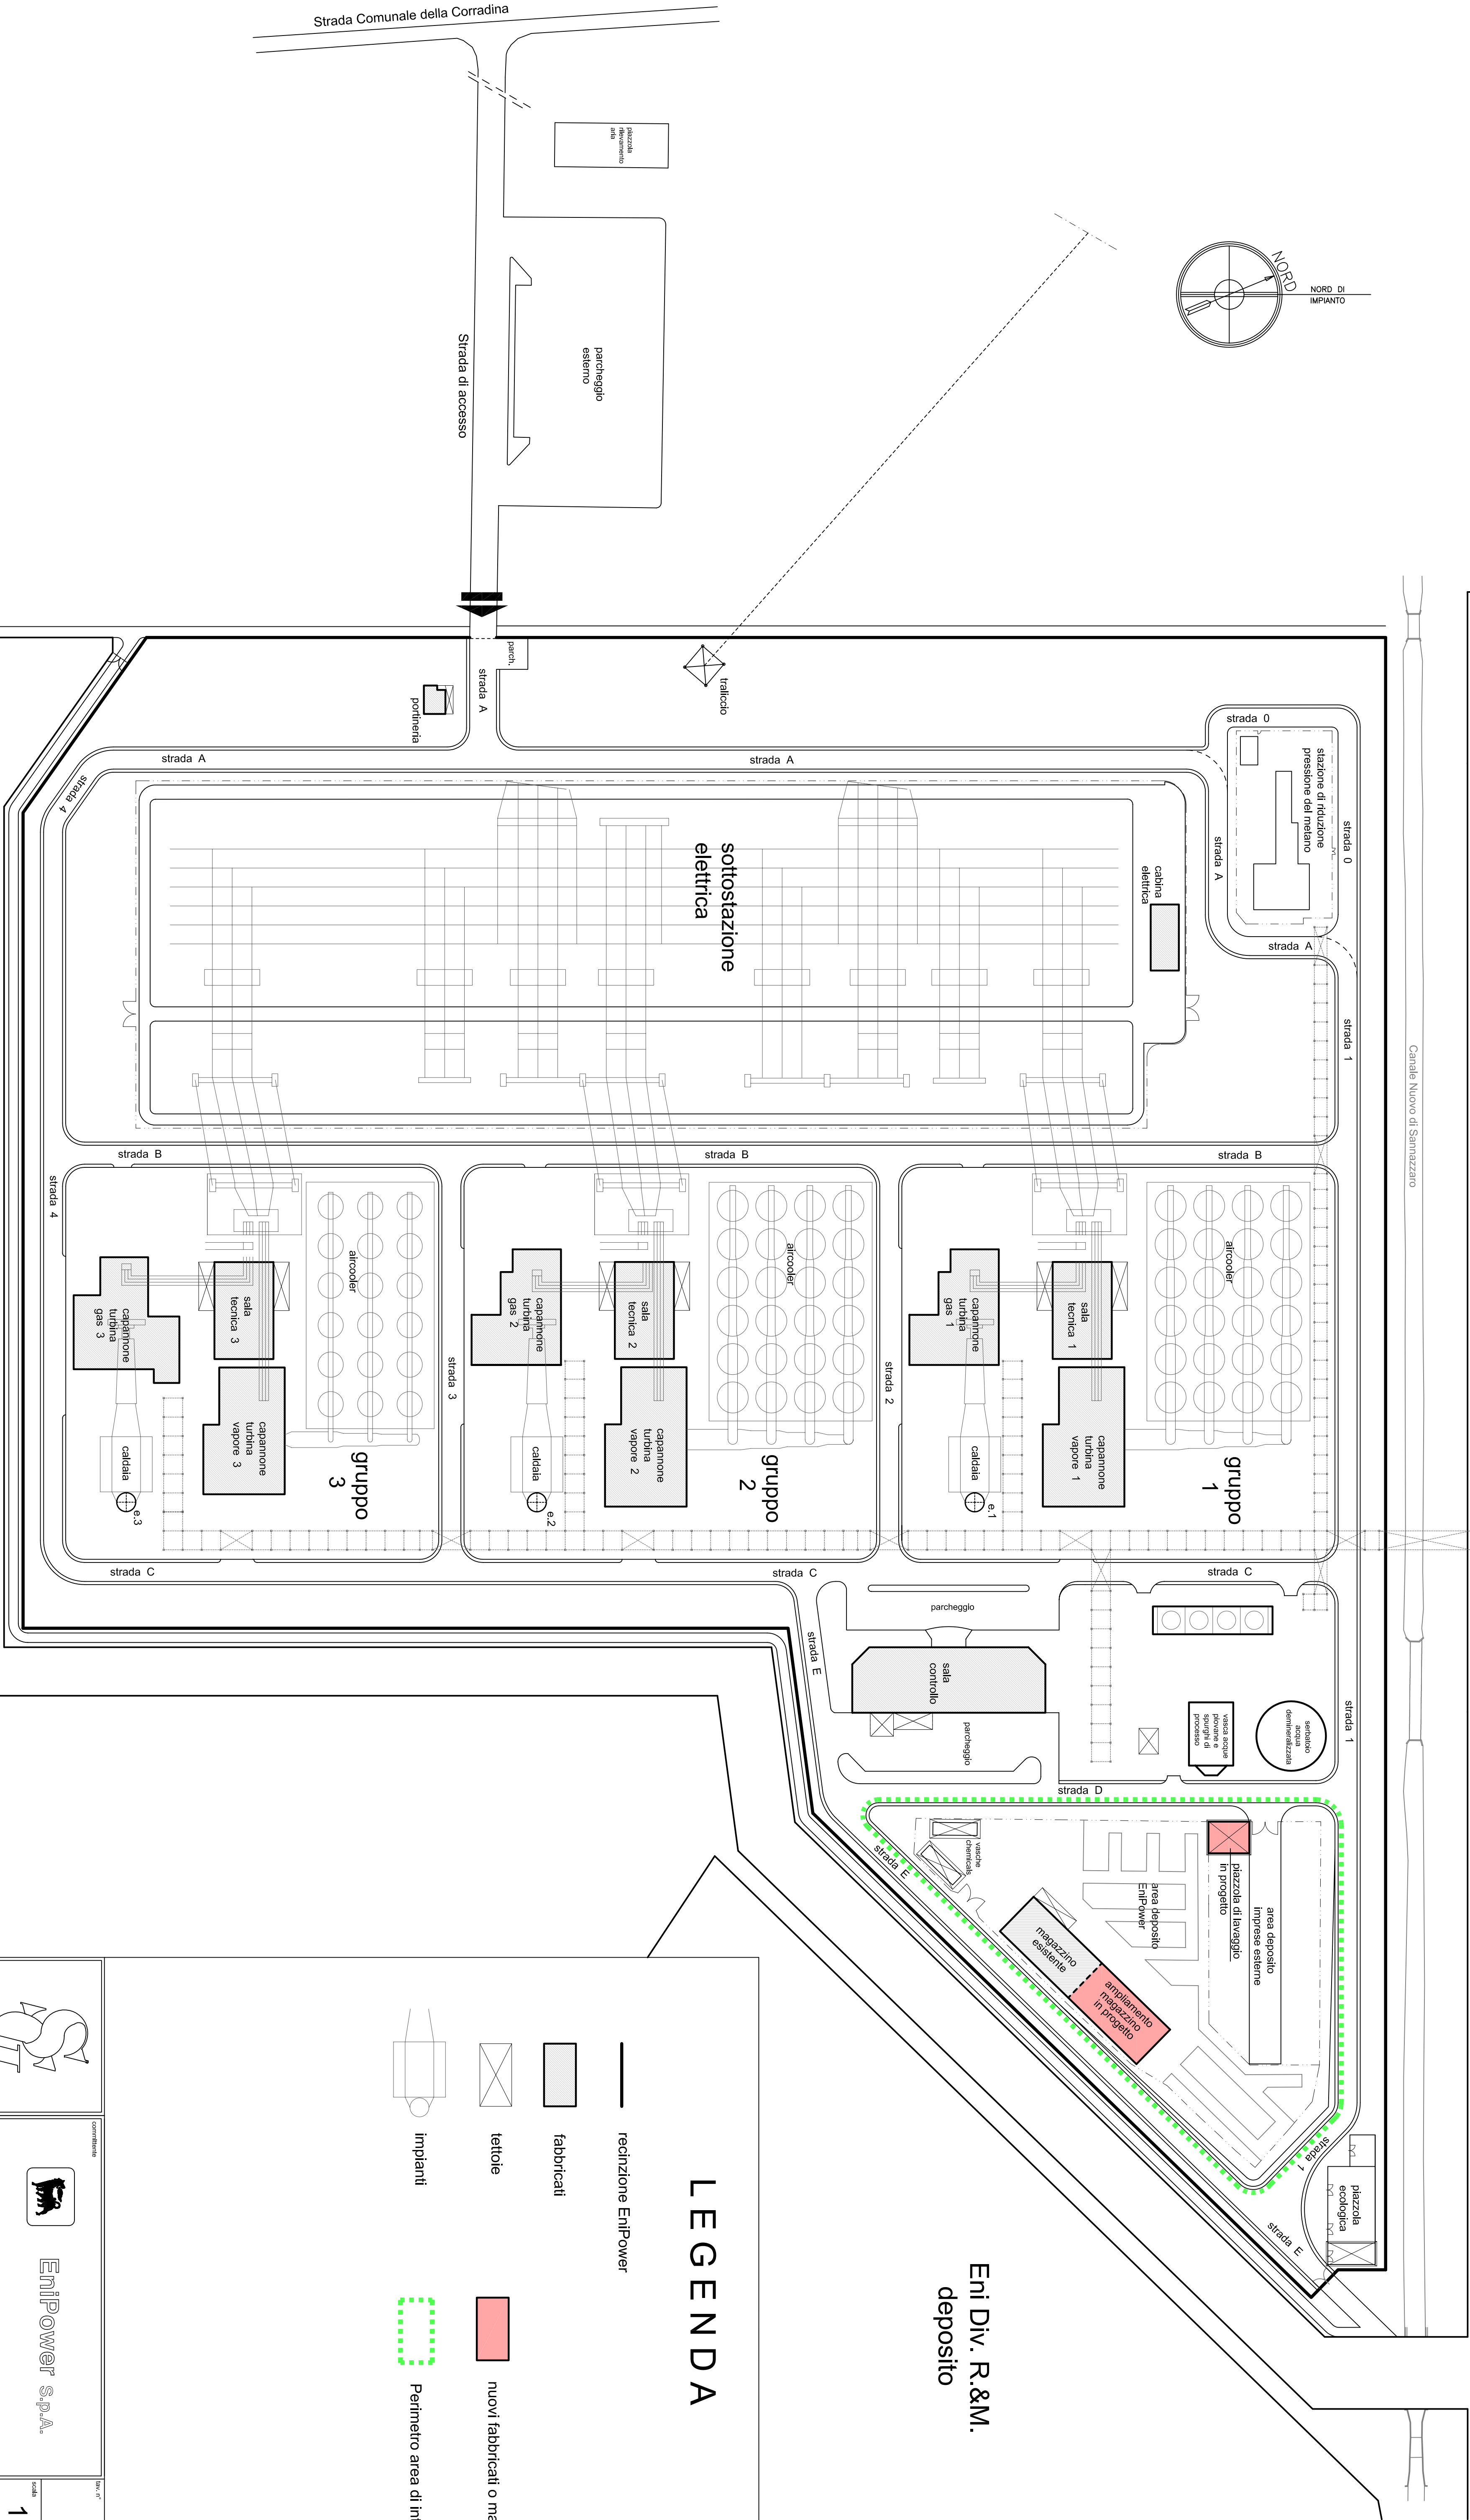 Strada Comunale della Corradina
piazzola
rilevamento
aria
NORD
NORD DI
IMPIANTO
Strada di accesso
parcheggio
esterno
parch.
strada A
portineria
traliccio
strada A
strada A
strada 4
strada 0
stazione di riduzione
pressione del metano
strada 0
strada A
strada A
cabina
elettrica
sottostazione
elettrica
strada 1
Canale Nuovo di Sannazzaro
strada B
strada B
strada B
strada 4
aircooler
sala
tecnica 3
capannone
turbina
gas 3
capannone
turbina
vapore 3
caldaia
e.3
gruppo
3
strada 3
aircooler
sala
tecnica 2
capannone
turbina
gas 2
capannone
turbina
vapore 2
caldaia
e.2
gruppo
2
strada 2
aircooler
sala
tecnica 1
capannone
turbina
gas 1
capannone
turbina
vapore 1
caldaia
e.1
gruppo
1
strada C
strada C
strada C
parcheggio
strada E
sala
controllo
parcheggio
vasca acque
piovane e
spurghi di
processo
serbatoio
acqua
demineralizzata
strada 1
strada D
strada E
vasche
chemicals
area deposito
EniPower
piazzola di lavaggio
in progetto
area deposito
imprese esterne
magazzino
esistente
ampliamento
magazzino
in progetto
strada 1
piazzola
ecologica
strada E
Eni Div. R.&M.
deposito
LEGENDA
recinzione EniPower
fabbricati
tettoie
impianti
nuovi fabbricati o ma
Perimetro area di int
committente
EniPower S.p.A.
tav. n°
scala
1